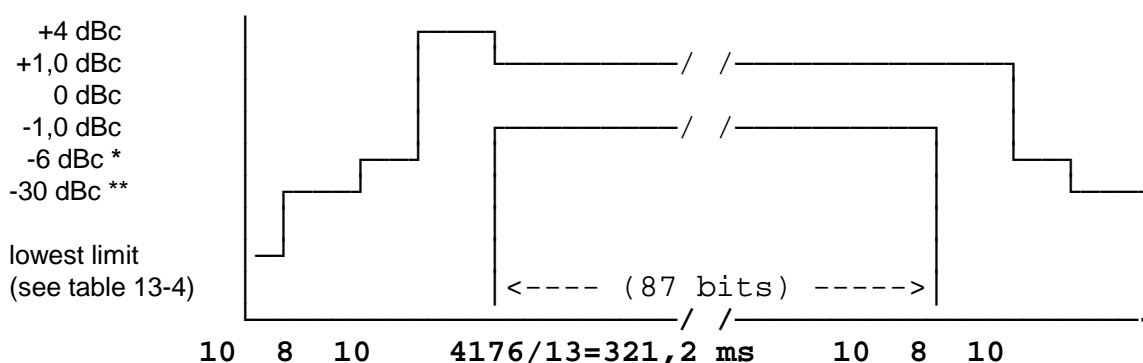 +4 dBc
+1,0 dBc
/ /
0 dBc
-1,0 dBc
/ /
-6 dBc *
-30 dBc **
lowest limit
(see table 13-4)
<---- (87 bits) ----->
/ /
10 8 10 4176/13=321,2 ms 10 8 10